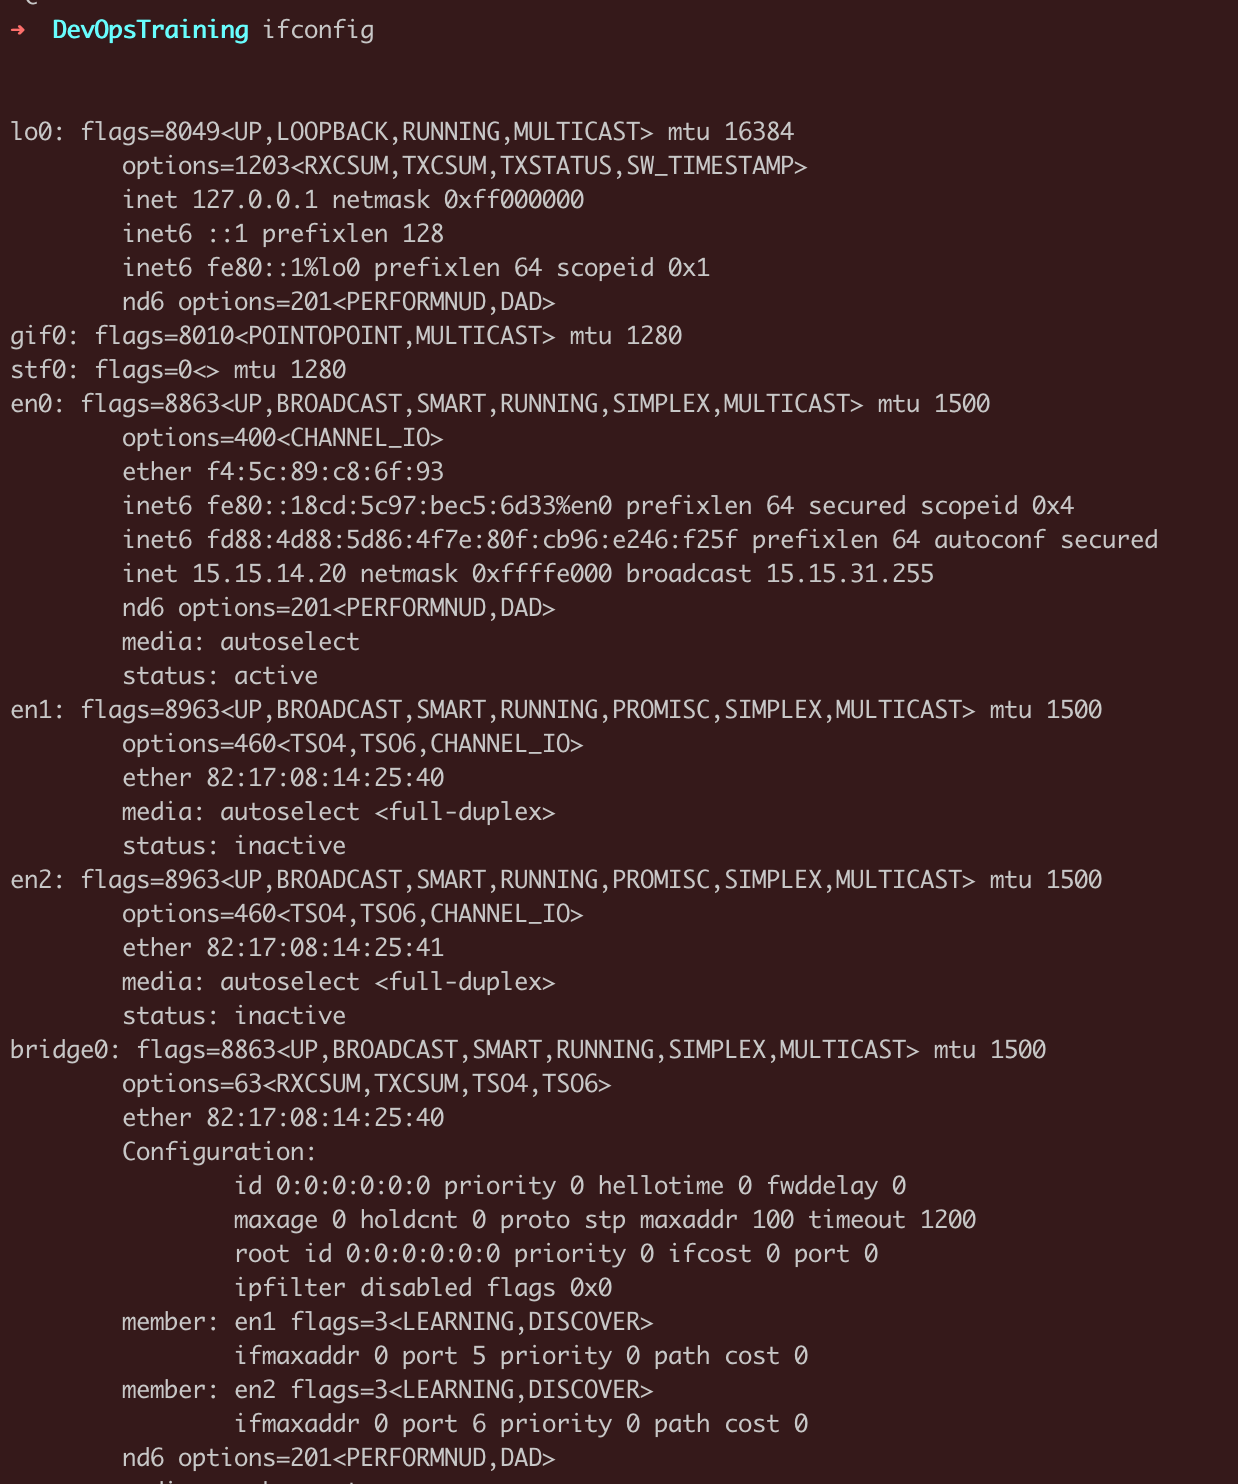 ➜ DevOpsTraining ifconfig
lo0: flags=8049<UP,LOOPBACK,RUNNING,MULTICAST> mtu 16384
options=1203<RXCSUM,TXCSUM,TXSTATUS,SW_TIMESTAMP>
inet 127.0.0.1 netmask 0xff000000
inet6 ::1 prefixlen 128
inet6 fe80::1%lo0 prefixlen 64 scopeid 0x1
nd6 options=201<PERFORMNUD,DAD>
gif0: flags=8010<POINTOPOINT,MULTICAST> mtu 1280
stf0: flags=0<> mtu 1280
en0: flags=8863<UP,BROADCAST,SMART,RUNNING,SIMPLEX,MULTICAST> mtu 1500
options=400<CHANNEL_IO>
ether f4:5c:89:c8:6f:93
inet6 fe80::18cd:5c97:bec5:6d33%en0 prefixlen 64 secured scopeid 0x4
inet6 fd88:4d88:5d86:4f7e:80f:cb96:e246:f25f prefixlen 64 autoconf secured
inet 15.15.14.20 netmask 0xffffe000 broadcast 15.15.31.255
nd6 options=201<PERFORMNUD,DAD>
media: autoselect
status: active
en1: flags=8963<UP,BROADCAST,SMART,RUNNING,PROMISC,SIMPLEX,MULTICAST> mtu 1500
options=460<TSO4,TSO6,CHANNEL_IO>
ether 82:17:08:14:25:40
media: autoselect <full-duplex>
status: inactive
en2: flags=8963<UP,BROADCAST,SMART,RUNNING,PROMISC,SIMPLEX,MULTICAST> mtu 1500
options=460<TSO4,TSO6,CHANNEL_IO>
ether 82:17:08:14:25:41
media: autoselect <full-duplex>
status: inactive
bridge0: flags=8863<UP,BROADCAST,SMART,RUNNING,SIMPLEX,MULTICAST> mtu 1500
options=63<RXCSUM,TXCSUM,TSO4,TSO6>
ether 82:17:08:14:25:40
Configuration:
id 0:0:0:0:0:0 priority 0 hellotime 0 fwddelay 0
maxage 0 holdcnt 0 proto stp maxaddr 100 timeout 1200
root id 0:0:0:0:0:0 priority 0 ifcost 0 port 0
ipfilter disabled flags 0x0
member: en1 flags=3<LEARNING,DISCOVER>
ifmaxaddr 0 port 5 priority 0 path cost 0
member: en2 flags=3<LEARNING,DISCOVER>
ifmaxaddr 0 port 6 priority 0 path cost 0
nd6 options=201<PERFORMNUD,DAD>